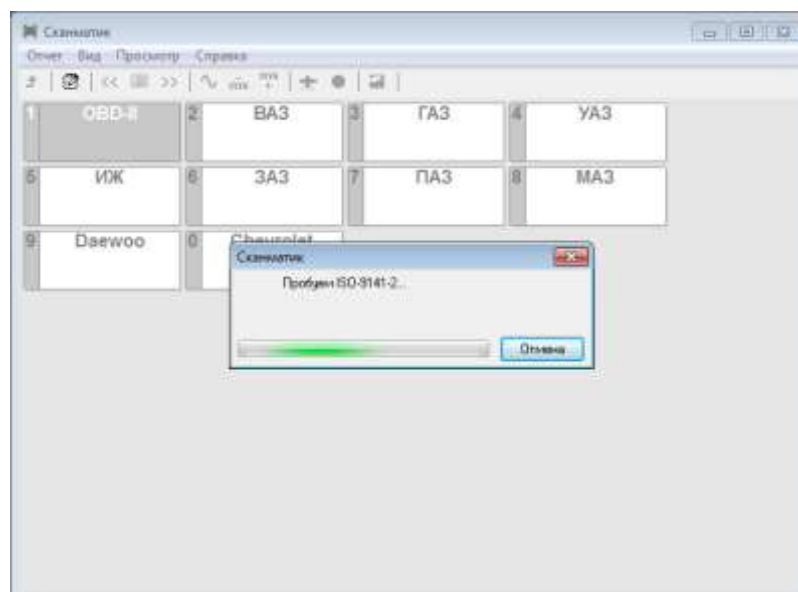 Сканматик
Отчет Вид Просмотр Справка
1 OBD-II 2 ВАЗ 3 ГАЗ 4 УАЗ
5 ИЖ 6 ЗАЗ 7 ПАЗ 8 МАЗ
9 Daewoo 0 Chevrolet
Сканматик
Пробуем ISO-9141-2...
Отмена